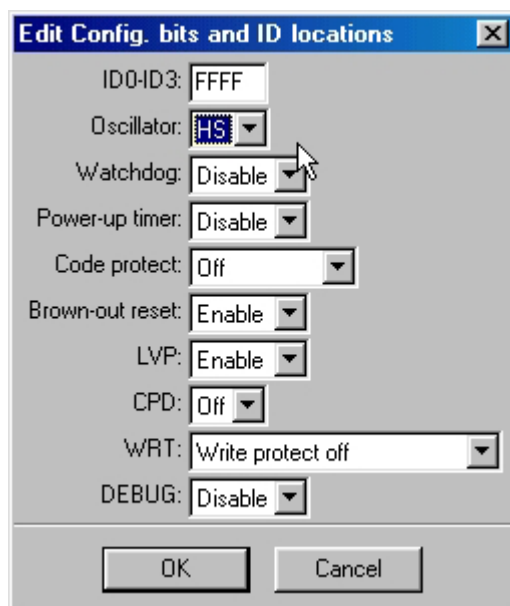 Edit Config. bits and ID locations
ID0-ID3: FFFF
Oscillator: HS
Watchdog: Disable
Power-up timer: Disable
Code protect: Off
Brown-out reset: Enable
LVP: Enable
CPD: Off
WRT: Write protect off
DEBUG: Disable
OK Cancel